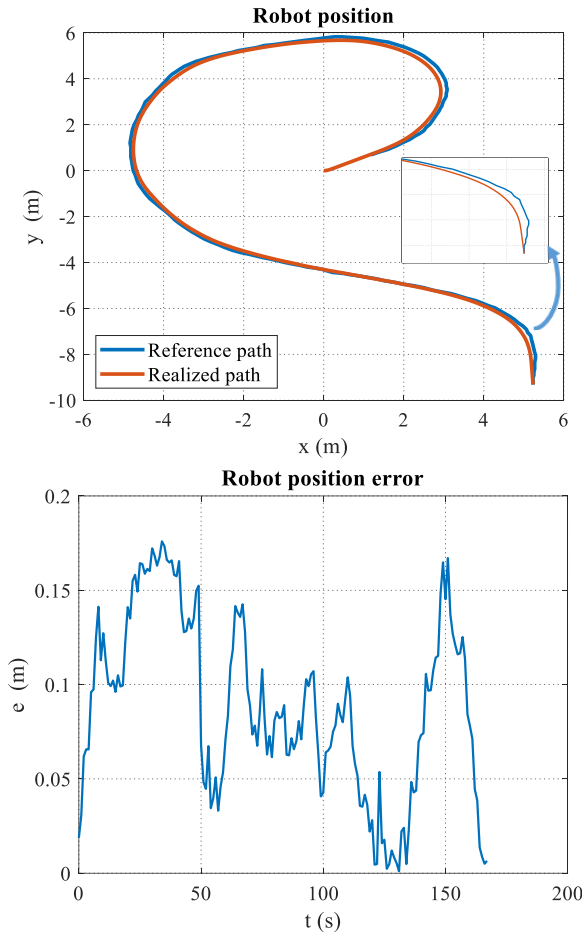 Robot position
6
4
2
0
-2
-4
-6
-8
-10
y (m)
Reference path
Realized path
-6 -4 -2 0 2 4 6
x (m)
Robot position error
0.2
0.15
0.1
0.05
0
e (m)
0 50 100 150 200
t (s)